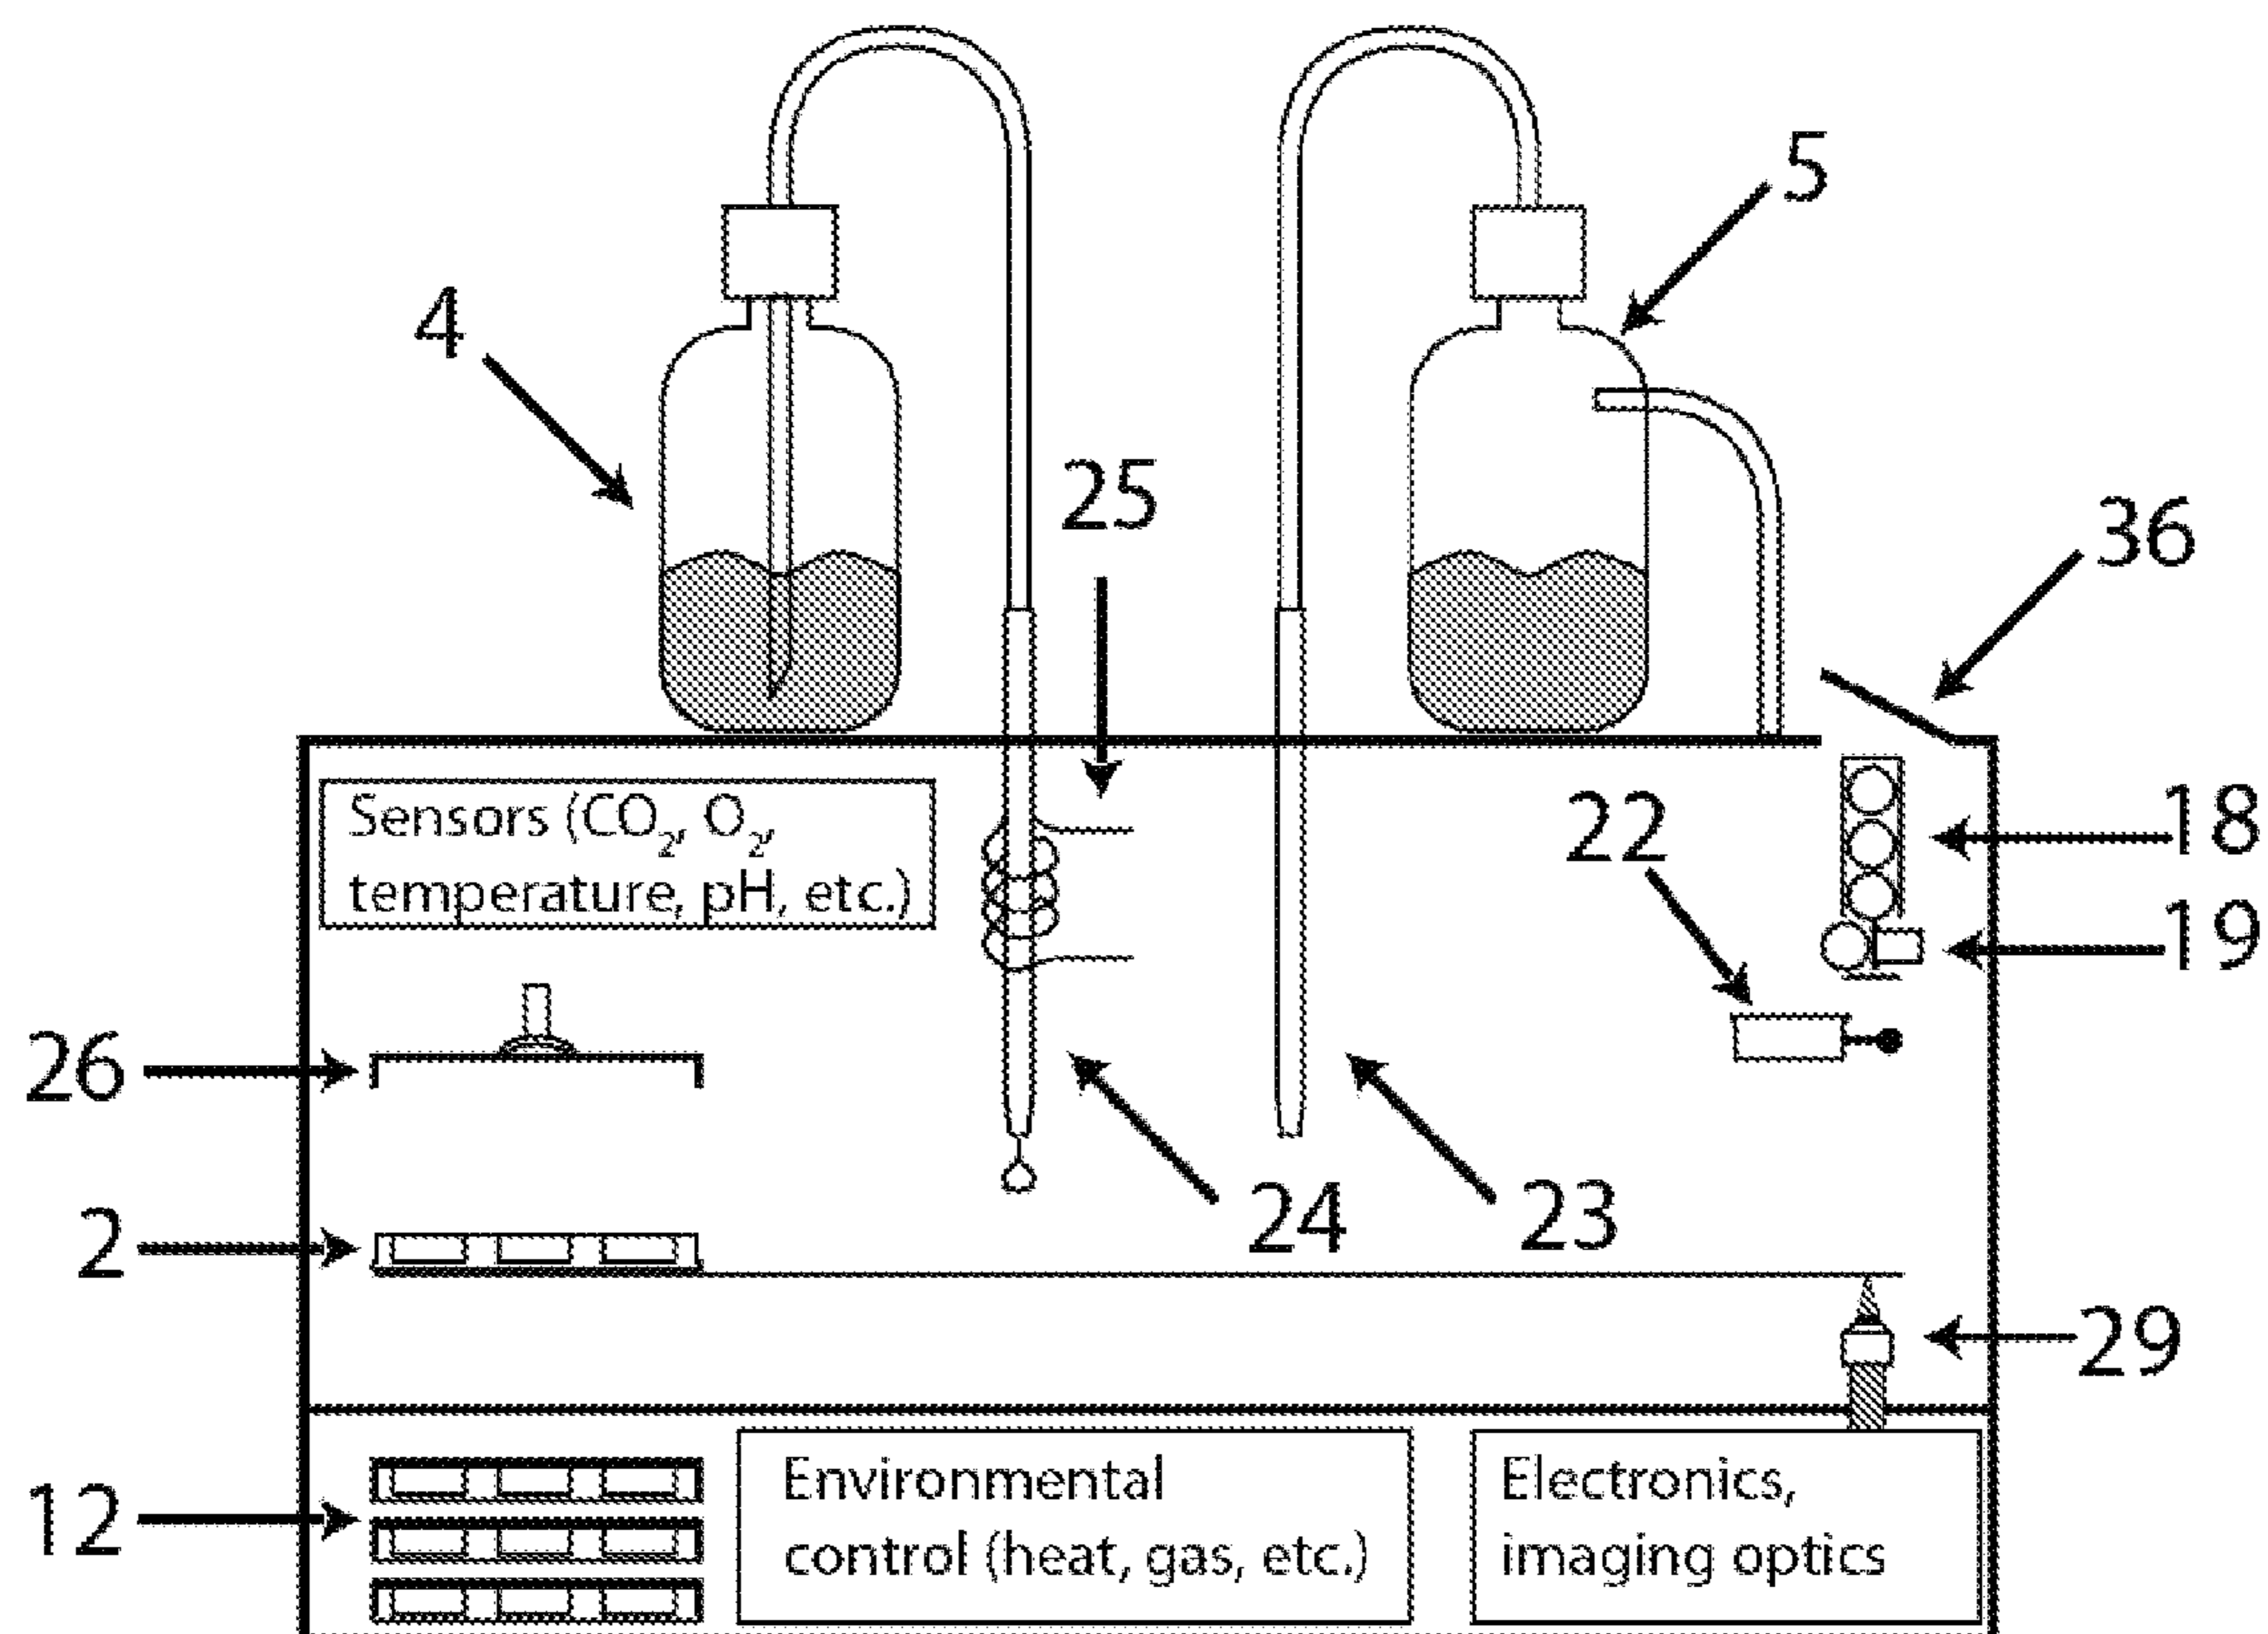 5
4
25
36
Sensors (CO₂, O₂,
temperature, pH, etc.)
22
18
19
26
24
23
2
29
12
Environmental
control (heat, gas, etc.)
Electronics,
imaging optics